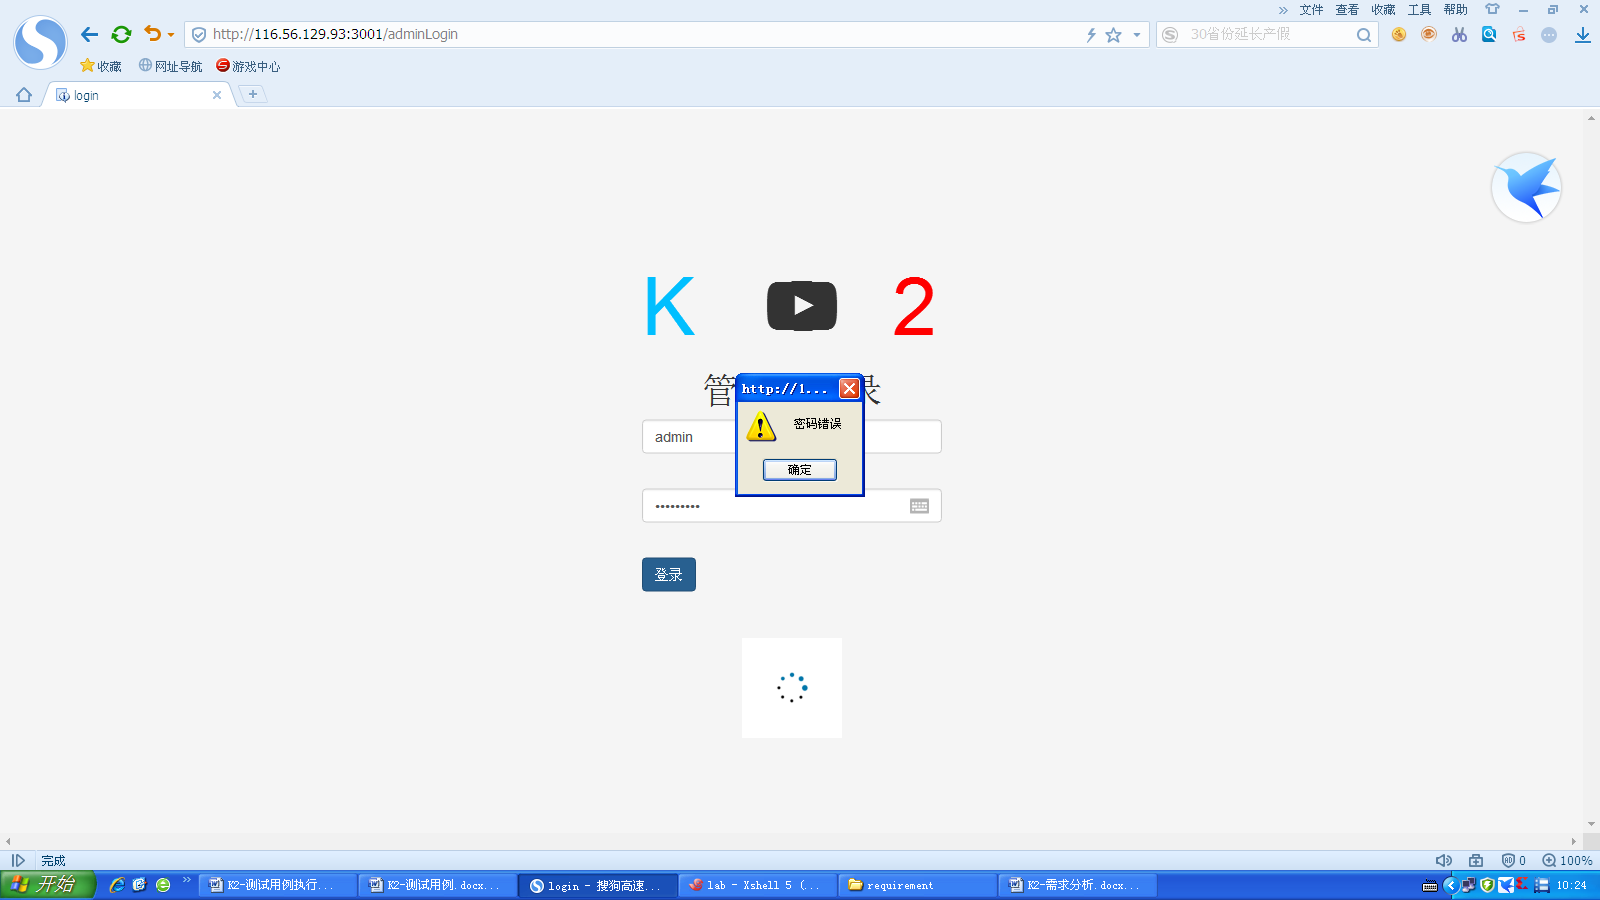 » 文件 查看 收藏 工具 帮助
http://116.56.129.93:3001/adminLogin
30省份延长产假
收藏 网址导航 游戏中心
login
K 2
管 录
http://1...
密码错误
确定
admin
•••••••••
登录
完成
0 100%
开始
» K2-测试用例执行... K2-测试用例.docx... login - 搜狗高速... lab - Xshell 5 (... requirement K2-需求分析.docx... 10:24